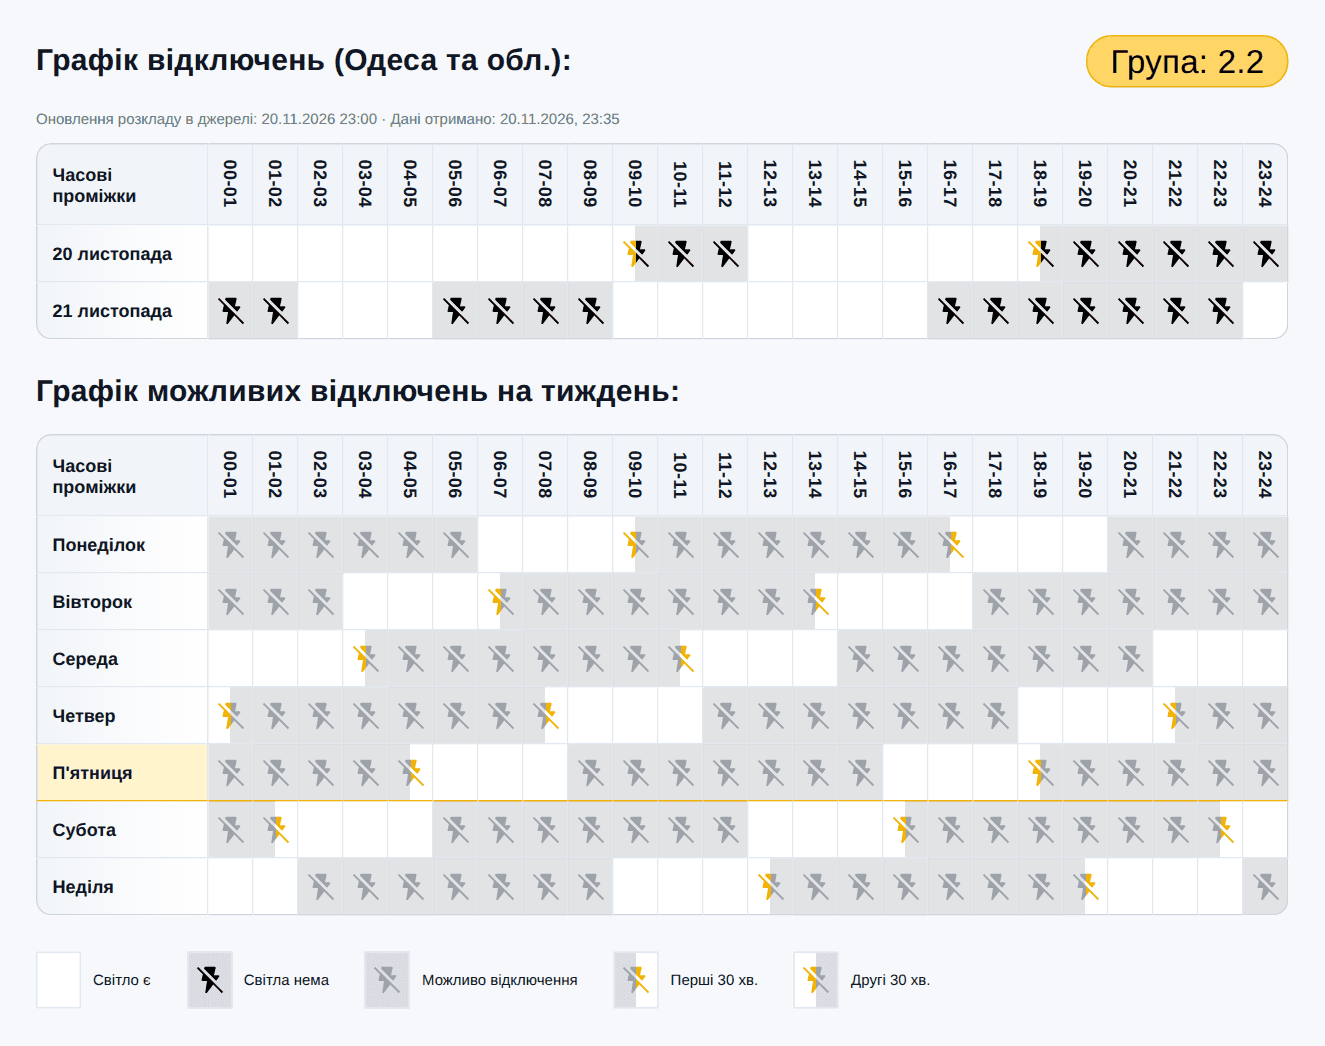 Графік відключень (Одеса та обл.):
Група: 2.2
Оновлення розкладу в джерелі: 20.11.2026 23:00 · Дані отримано: 20.11.2026, 23:35
Часові проміжки 00-01 01-02 02-03 03-04 04-05 05-06 06-07 07-08 08-09 09-10 10-11 11-12 12-13 13-14 14-15 15-16 16-17 17-18 18-19 19-20 20-21 21-22 22-23 23-24
20 листопада
21 листопада
Графік можливих відключень на тиждень:
Часові проміжки 00-01 01-02 02-03 03-04 04-05 05-06 06-07 07-08 08-09 09-10 10-11 11-12 12-13 13-14 14-15 15-16 16-17 17-18 18-19 19-20 20-21 21-22 22-23 23-24
Понеділок
Вівторок
Середа
Четвер
П'ятниця
Субота
Неділя
Світло є Світла нема Можливо відключення Перші 30 хв. Другі 30 хв.